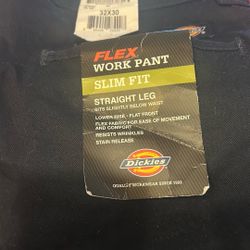 32X30
FLEX
WORK PANT
SLIM FIT
STRAIGHT LEG
SITS SLIGHTLY BELOW WAIST
LOWER RISE - FLAT FRONT
FLEX FABRIC FOR EASE OF MOVEMENT
AND COMFORT
RESISTS WRINKLES
STAIN RELEASE
Dickies
QUALITY WORKWEAR SINCE 1922